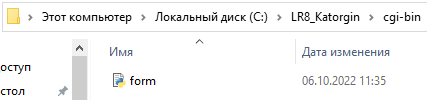 Этот компьютер > Локальный диск (C:) > LR8_Katorgin > cgi-bin
Имя Дата изменения
оступ
form 06.10.2022 11:35
стол